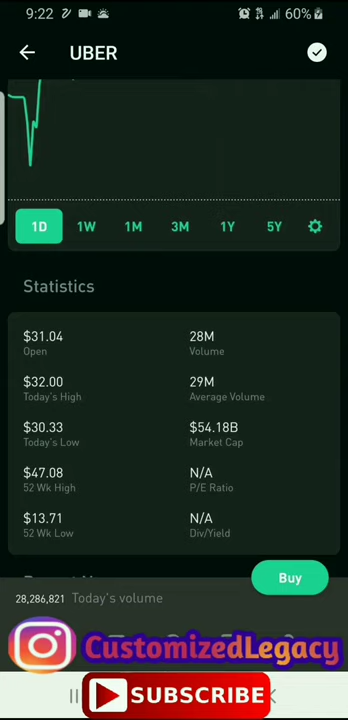 9:22 60%
UBER
1D 1W 1M 3M 1Y 5Y
Statistics
$31.04 28M
Open Volume
$32.00 29M
Today's High Average Volume
$30.33 $54.18B
Today's Low Market Cap
$47.08 N/A
52 Wk High P/E Ratio
$13.71 N/A
52 Wk Low Div/Yield
Buy
28,286,821 Today's volume
CustomizedLegacy
SUBSCRIBE